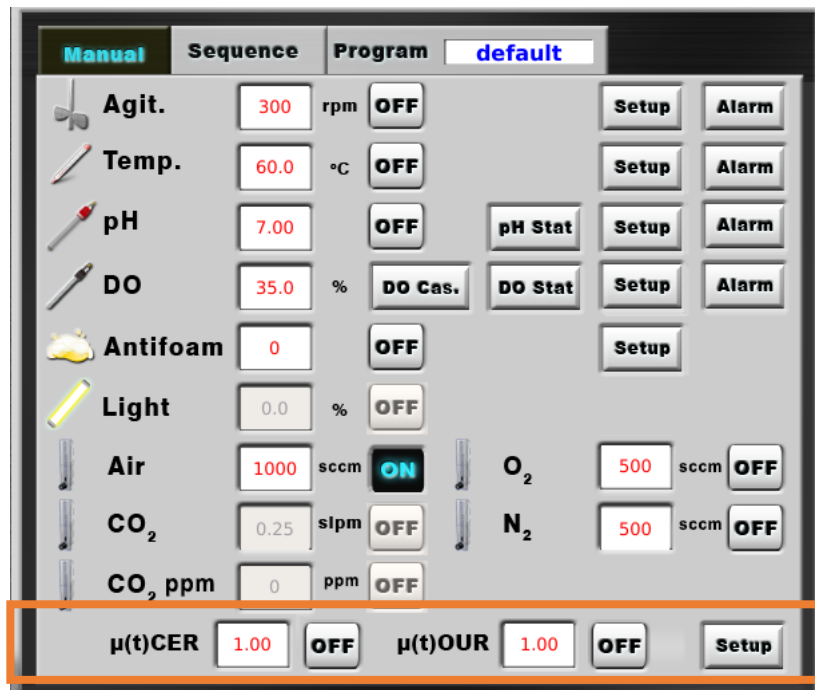 Manual Sequence Program default
Agit. 300 rpm OFF Setup Alarm
Temp. 60.0 °C OFF Setup Alarm
pH 7.00 OFF pH Stat Setup Alarm
DO 35.0 % DO Cas. DO Stat Setup Alarm
Antifoam 0 OFF Setup
Light 0.0 % OFF
Air 1000 sccm ON O₂ 500 sccm OFF
CO₂ 0.25 slpm OFF N₂ 500 sccm OFF
CO₂ ppm 0 ppm OFF
μ(t)CER 1.00 OFF μ(t)OUR 1.00 OFF Setup